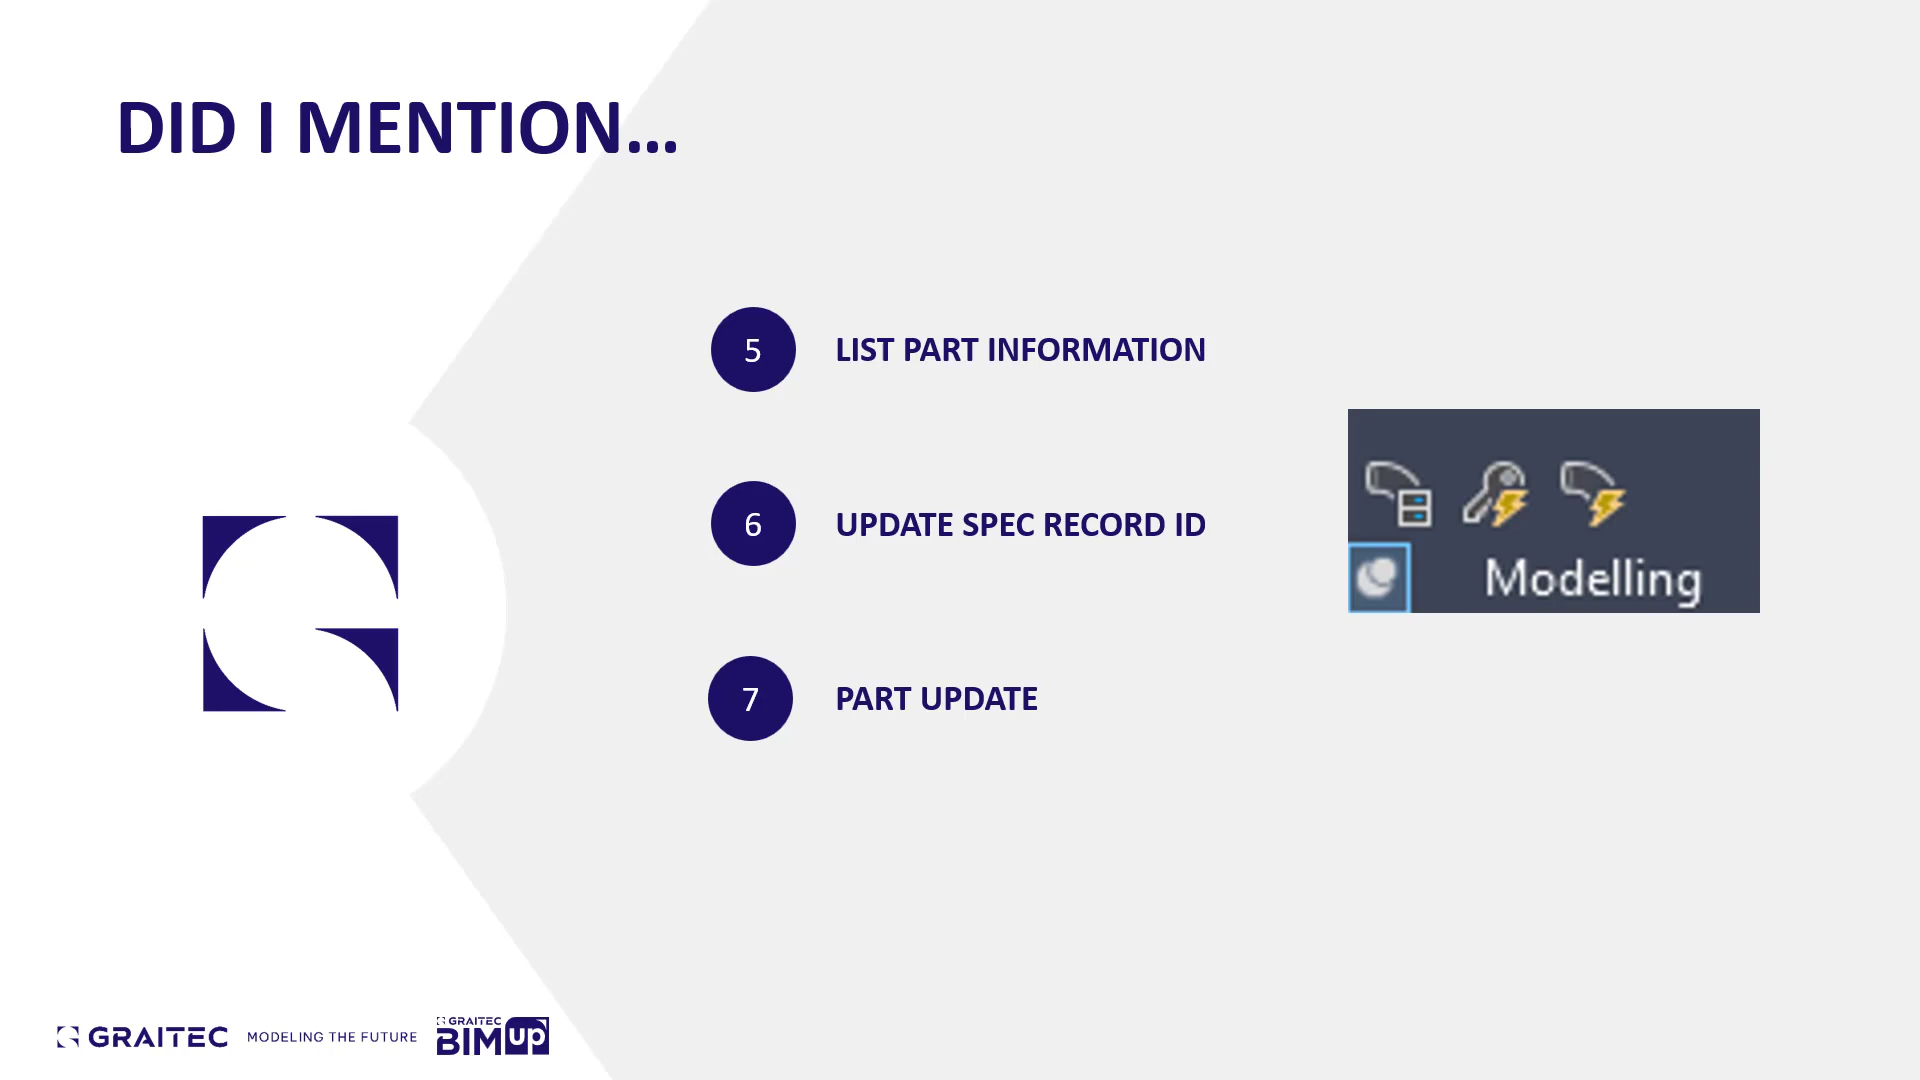 DID I MENTION...
5 LIST PART INFORMATION
6 UPDATE SPEC RECORD ID
7 PART UPDATE
Modelling
GRAITEC MODELING THE FUTURE
GRAITEC
BIM up